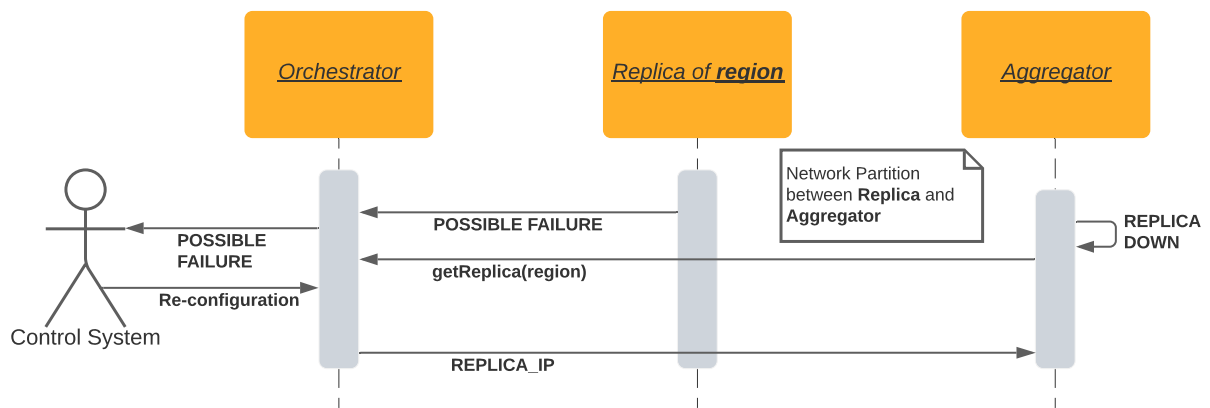 Orchestrator
Replica of region
Aggregator
Network Partition
between Replica and
Aggregator
POSSIBLE FAILURE
REPLICA
DOWN
POSSIBLE
FAILURE
getReplica(region)
Re-configuration
Control System
REPLICA_IP